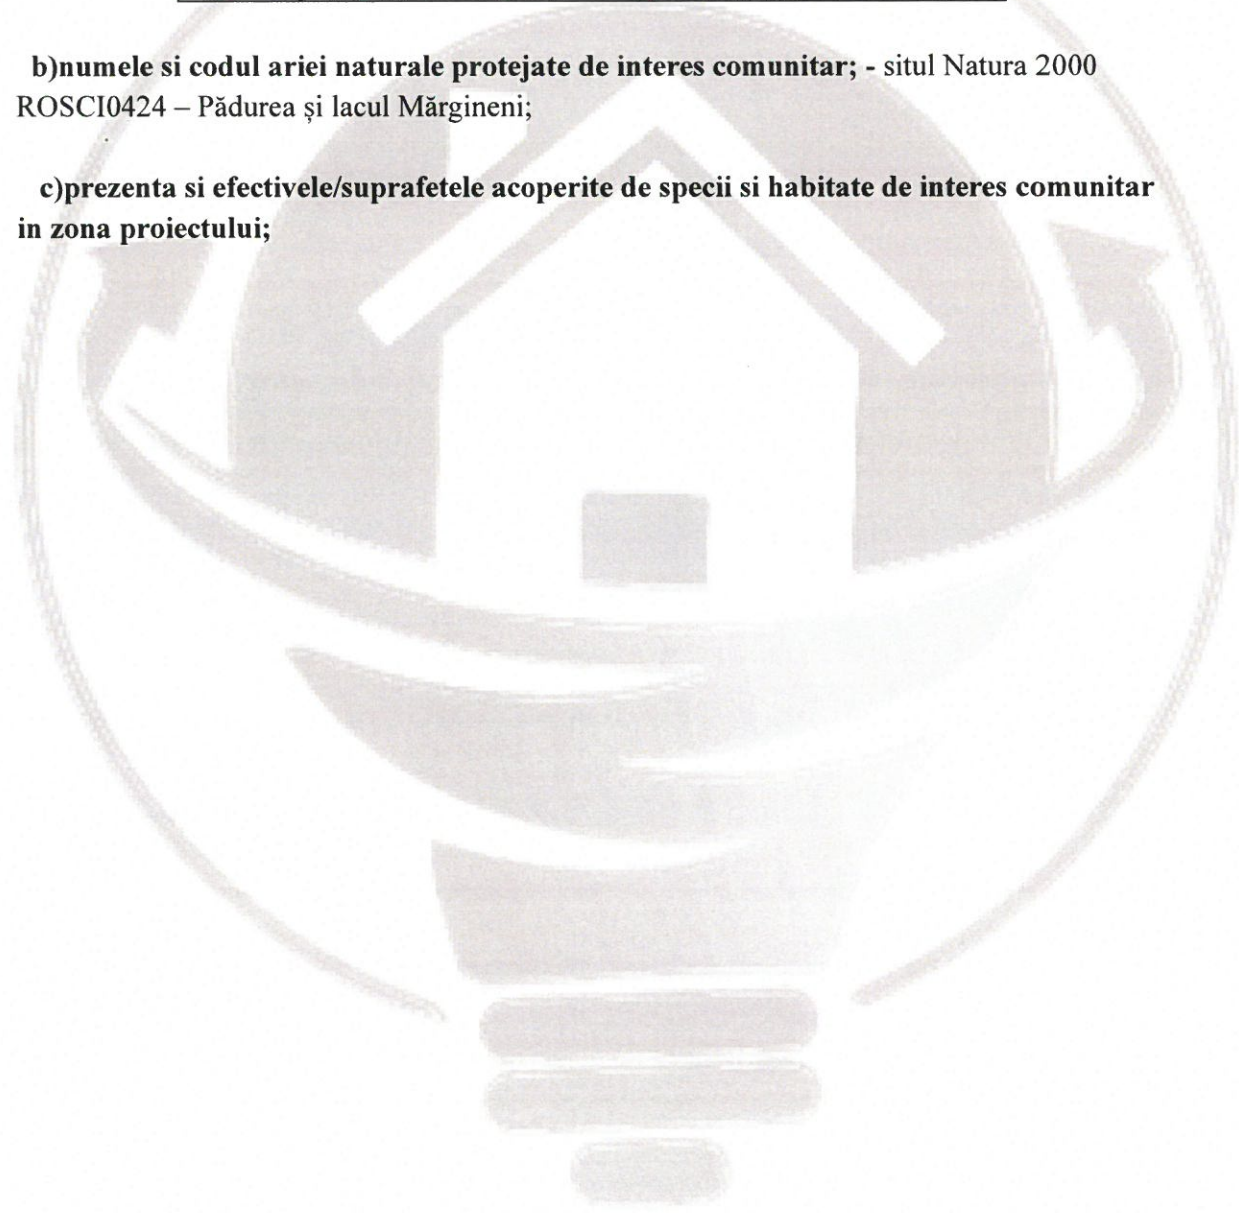 b)numele si codul ariei naturale protejate de interes comunitar; - situl Natura 2000
ROSCI0424 – Pădurea și lacul Mărgineni;
c)prezenta si efectivele/suprafetele acoperite de specii si habitate de interes comunitar
in zona proiectului;